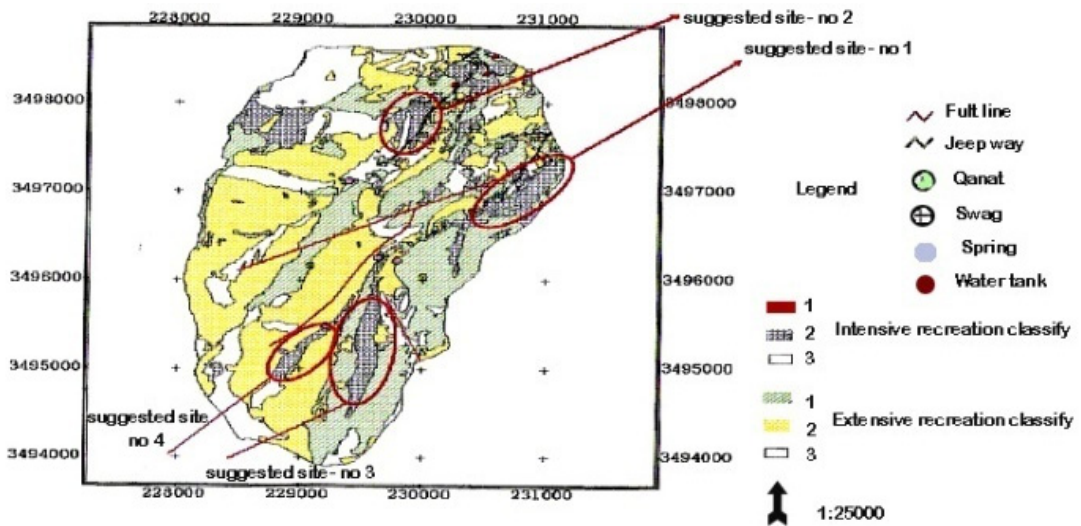 228000 229000 230000 231000
suggested site- no 2
suggested site- no 1
3498000 3498000
3497000 3497000
3496000 3496000
3495000 3495000
3494000 3494000
suggested site
no 4
suggested site- no 3
228000 229000 230000 231000
Fult line
Jeep way
Legend
Qanat
Swag
Spring
Water tank
1
2 Intensive recreation classify
3
1
2 Extensive recreation classify
3
1:25000